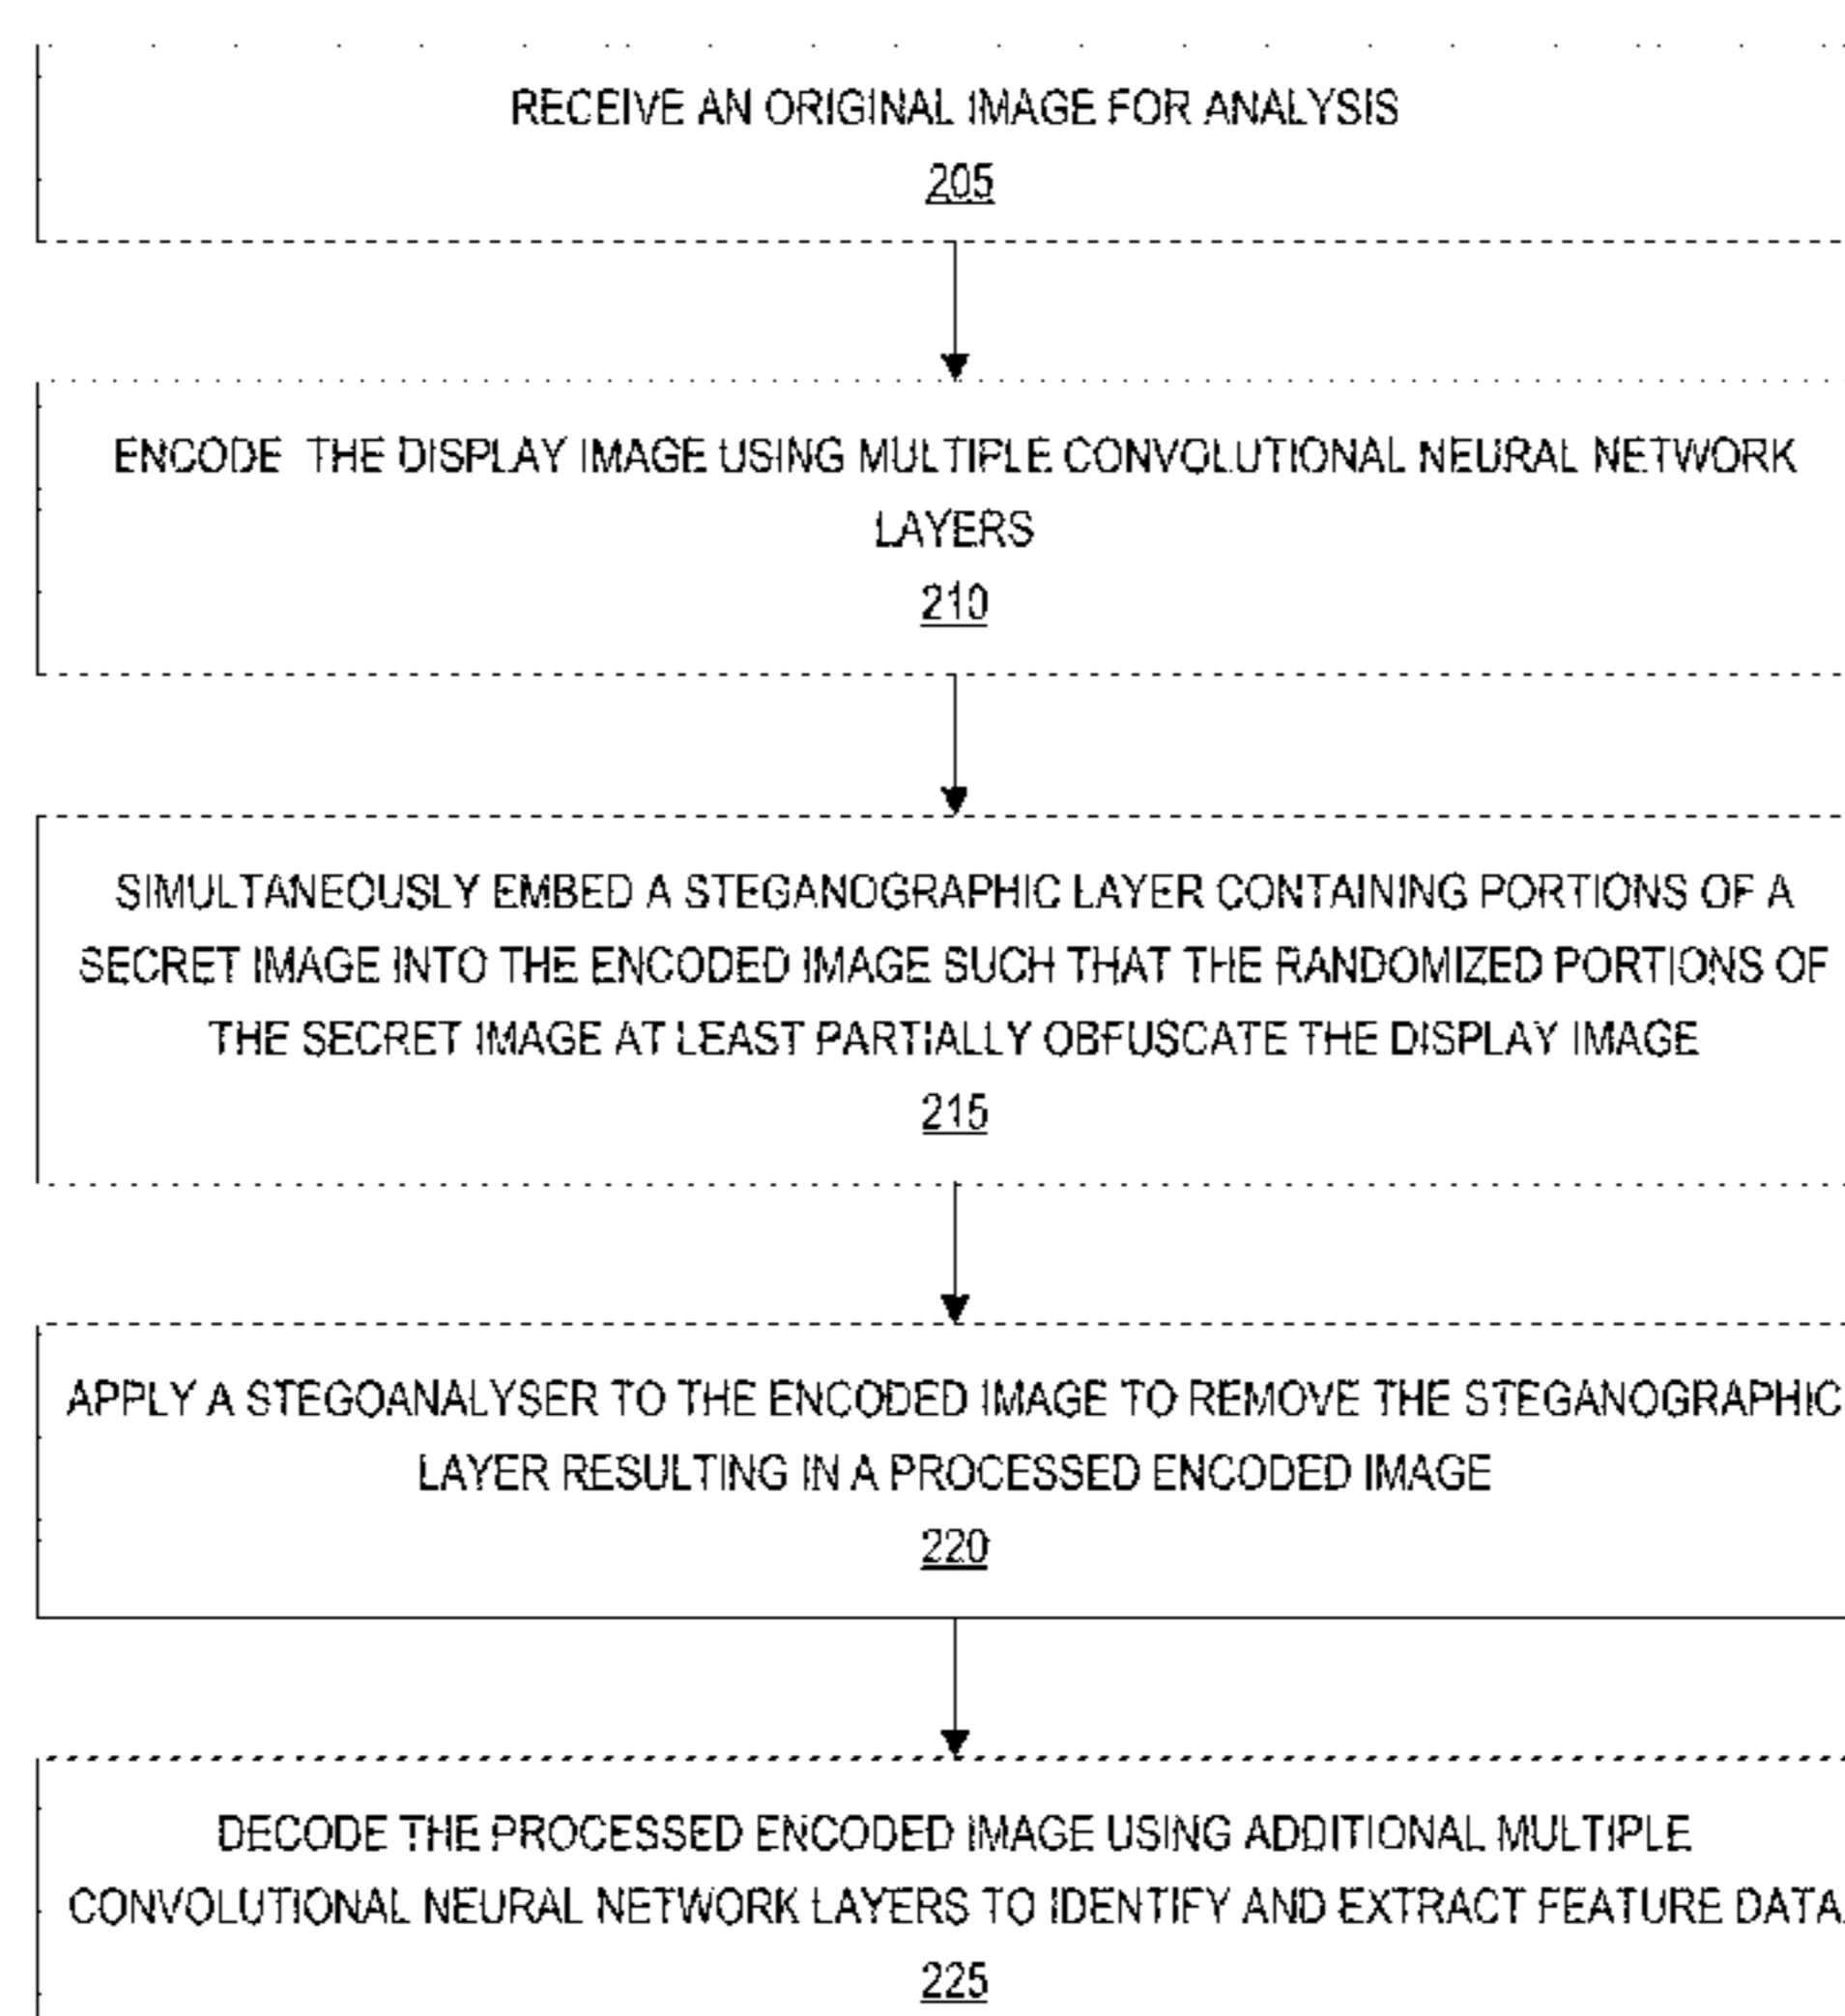 RECEIVE AN ORIGINAL IMAGE FOR ANALYSIS
205
ENCODE THE DISPLAY IMAGE USING MULTIPLE CONVOLUTIONAL NEURAL NETWORK
LAYERS
210
SIMULTANEOUSLY EMBED A STEGANOGRAPHIC LAYER CONTAINING PORTIONS OF A
SECRET IMAGE INTO THE ENCODED IMAGE SUCH THAT THE RANDOMIZED PORTIONS OF
THE SECRET IMAGE AT LEAST PARTIALLY OBFUSCATE THE DISPLAY IMAGE
215
APPLY A STEGOANALYSER TO THE ENCODED IMAGE TO REMOVE THE STEGANOGRAPHIC
LAYER RESULTING IN A PROCESSED ENCODED IMAGE
220
DECODE THE PROCESSED ENCODED IMAGE USING ADDITIONAL MULTIPLE
CONVOLUTIONAL NEURAL NETWORK LAYERS TO IDENTIFY AND EXTRACT FEATURE DATA.
225